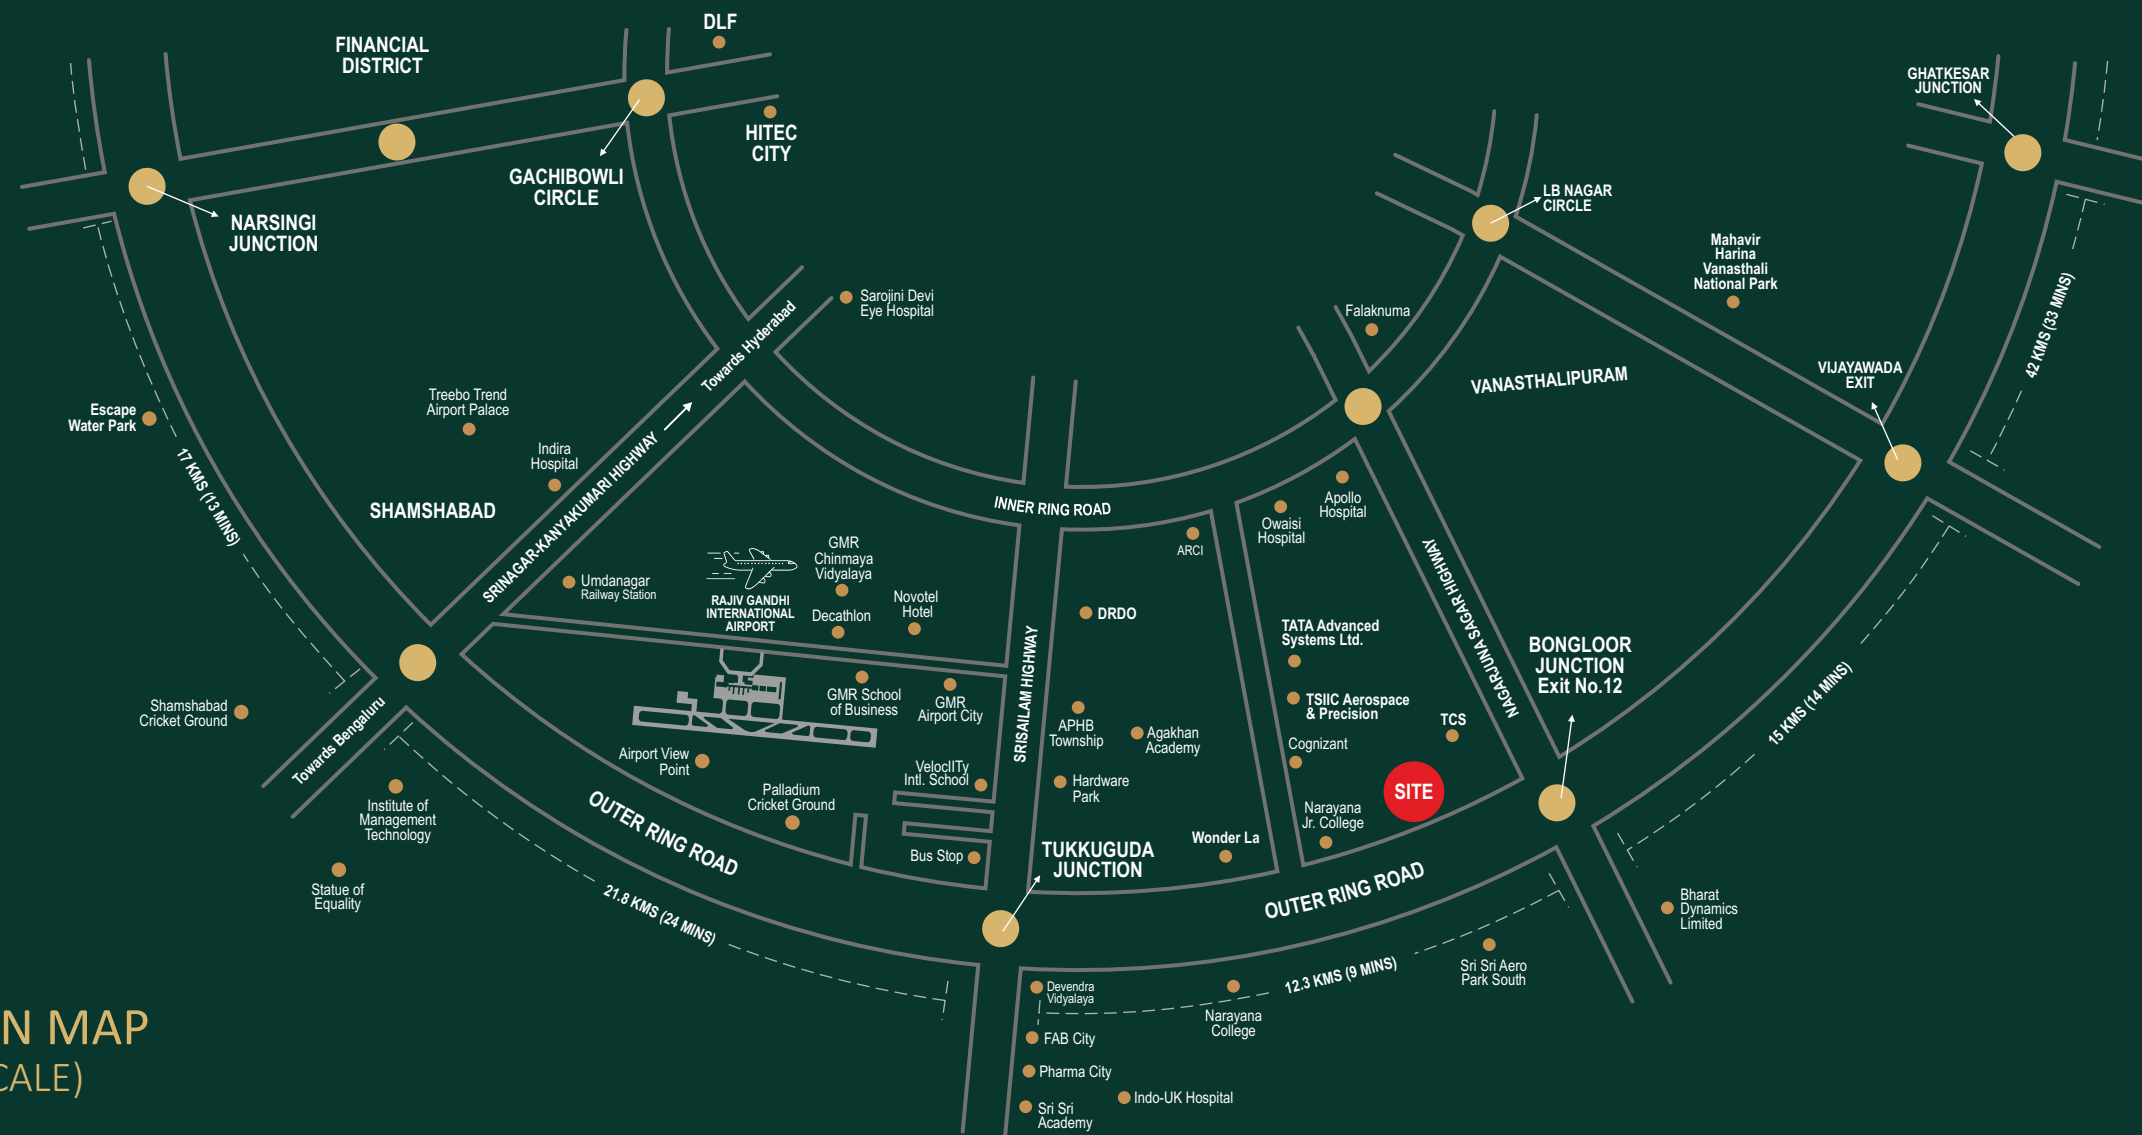 DLF
FINANCIAL
DISTRICT
GHATKESAR
JUNCTION
HITEC
CITY
GACHIBOWLI
CIRCLE
LB NAGAR
CIRCLE
NARSINGI
JUNCTION
Mahavir
Harina
Vanasthali
National Park
Sarojini Devi
Eye Hospital
Falaknuma
Towards Hyderabad
42 KMS (33 MINS)
VIJAYAWADA
EXIT
VANASTHALIPURAM
Treebo Trend
Airport Palace
Escape
Water Park
Indira
Hospital
17 KMS (13 MINS)
SHAMSHABAD
SRINAGAR-KANYAKUMARI HIGHWAY
INNER RING ROAD
Apollo
Hospital
Owaisi
Hospital
ARCI
GMR
Chinmaya
Vidyalaya
Umdanagar
Railway Station
RAJIV GANDHI
INTERNATIONAL
AIRPORT
Decathlon
Novotel
Hotel
DRDO
TATA Advanced
Systems Ltd.
NAGARJUNA SAGAR HIGHWAY
BONGLOOR
JUNCTION
Exit No.12
SRISAILAM HIGHWAY
GMR School
of Business
GMR
Airport City
TSIIC Aerospace
& Precision
TCS
Shamshabad
Cricket Ground
Towards Bengaluru
APHB
Township
Agakhan
Academy
Cognizant
15 KMS (14 MINS)
Airport View
Point
VelocIITy
Intl. School
Hardware
Park
SITE
Palladium
Cricket Ground
Institute of
Management
Technology
OUTER RING ROAD
Narayana
Jr. College
Wonder La
Bus Stop
TUKKUGUDA
JUNCTION
OUTER RING ROAD
Statue of
Equality
21.8 KMS (24 MINS)
Bharat
Dynamics
Limited
12.3 KMS (9 MINS)
Sri Sri Aero
Park South
Devendra
Vidyalaya
Narayana
College
FAB City
Pharma City
Indo-UK Hospital
Sri Sri
Academy
N MAP
CALE)